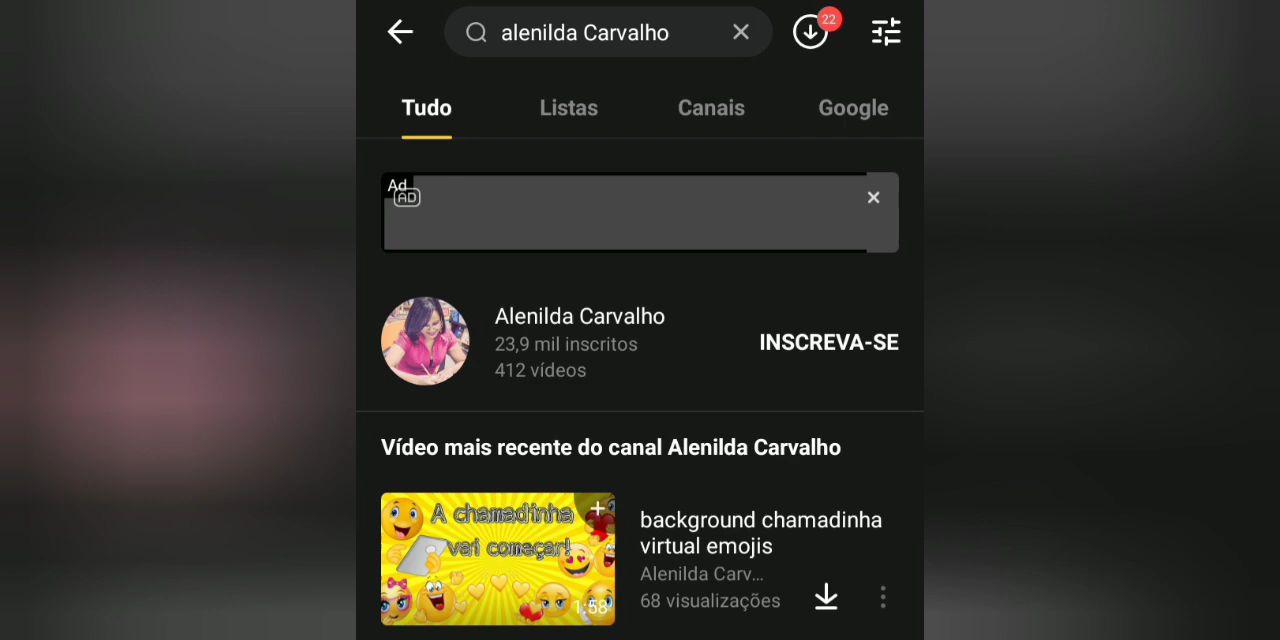 alenilda Carvalho
22
Tudo Listas Canais Google
Ad
AD
Alenilda Carvalho
23,9 mil inscritos
412 vídeos
INSCREVA-SE
Vídeo mais recente do canal Alenilda Carvalho
A chamadinha
vai começar!
1:58
background chamadinha
virtual emojis
Alenilda Carv...
68 visualizações